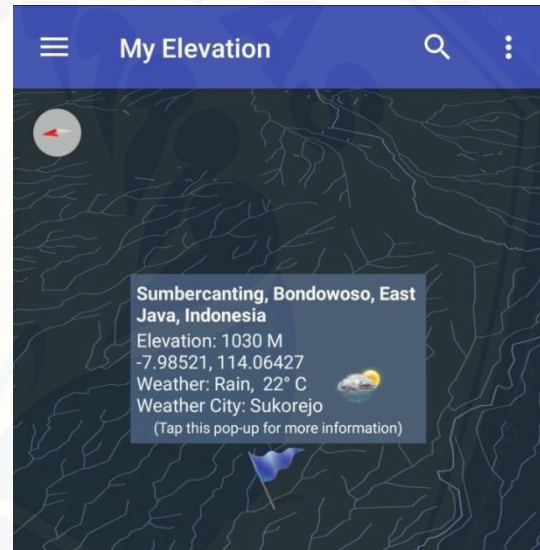 My Elevation
Sumbercanting, Bondowoso, East
Java, Indonesia
Elevation: 1030 M
-7.98521, 114.06427
Weather: Rain,  22° C
Weather City: Sukorejo
(Tap this pop-up for more information)